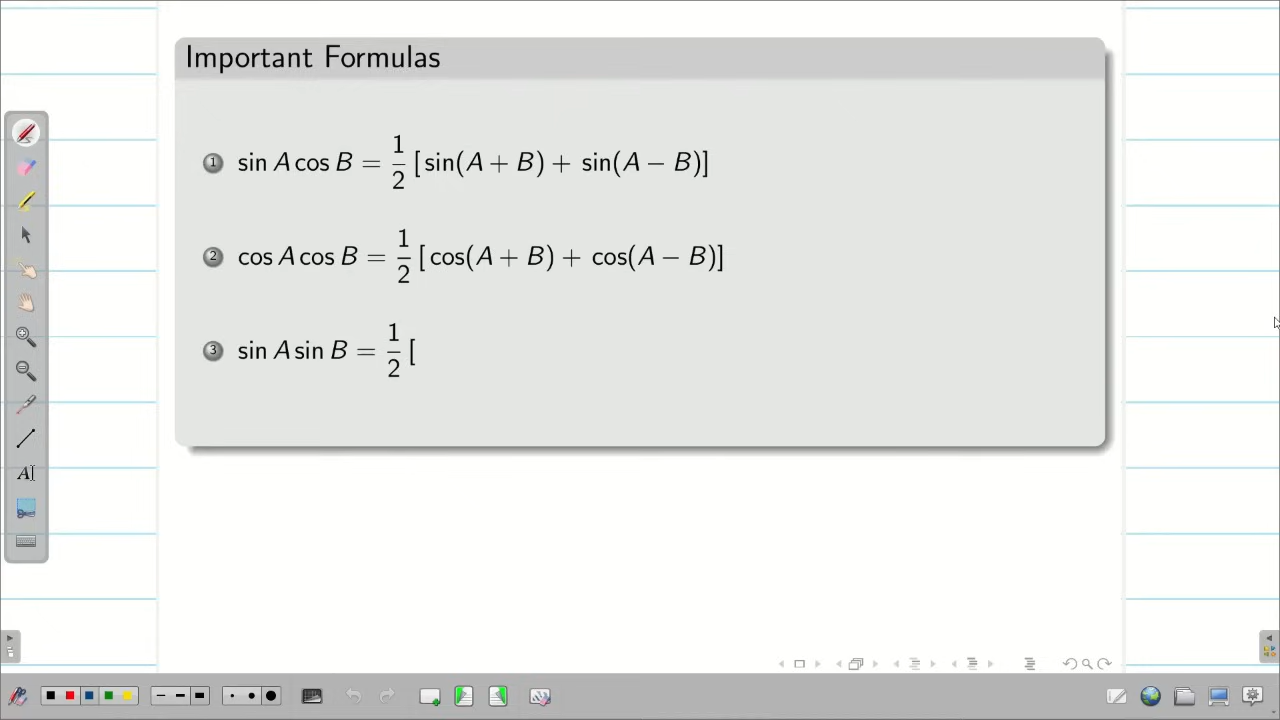 Important Formulas
1 sin A cos B = 1/2 [sin(A + B) + sin(A − B)]
2 cos A cos B = 1/2 [cos(A + B) + cos(A − B)]
3 sin A sin B = 1/2 [
A